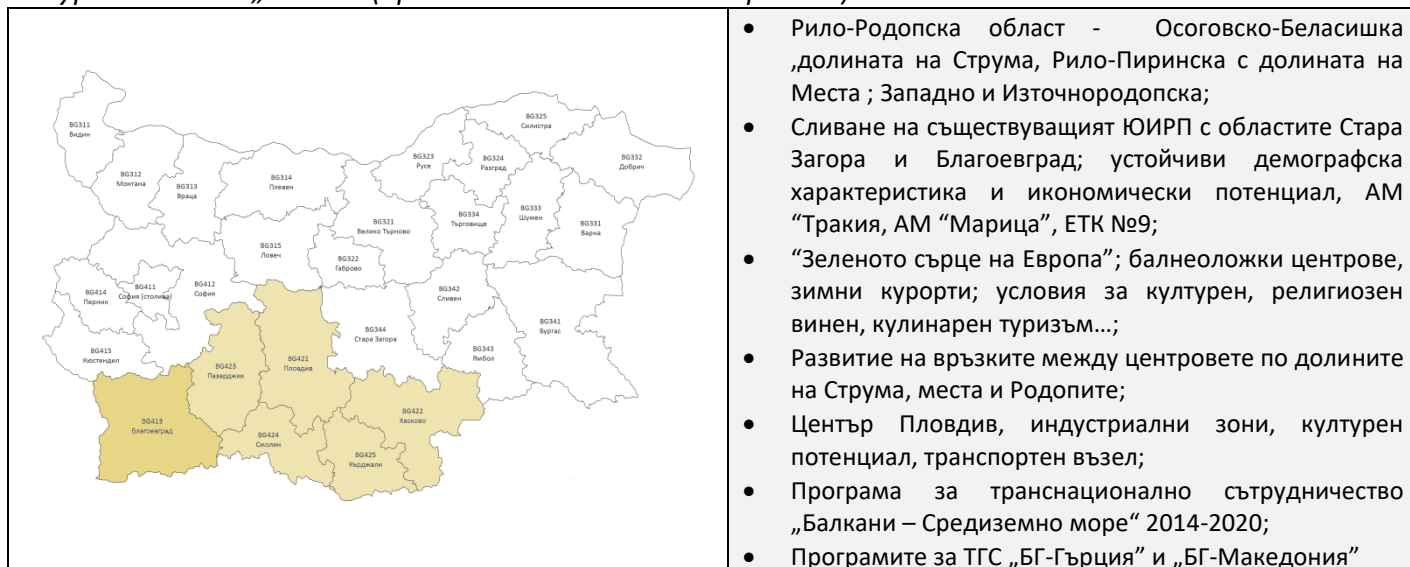 BG311
Видин
BG312
Монтана
BG313
Враца
BG314
Плевен
BG323
Русе
BG325
Силистра
BG324
Разград
BG332
Добрич
BG321
Велико Търново
BG334
Търговище
BG333
Шумен
BG331
Варна
BG315
Ловеч
BG322
Габрово
BG414
Перник
BG411
София (столица)
BG412
София
BG342
Сливен
BG341
Бургас
BG344
Стара Загора
BG343
Ямбол
BG415
Кюстендил
BG423
Пазарджик
BG421
Пловдив
BG413
Благоевград
BG424
Смолян
BG422
Хасково
BG425
Кърджали
• Рило-Родопска област - Осоговско-Беласишка
,долината на Струма, Рило-Пиринска с долината на
Места ; Западно и Източнородопска;
• Сливане на съществуващият ЮИРП с областите Стара
Загора и Благоевград; устойчиви демографска
характеристика и икономически потенциал, АМ
“Тракия, АМ “Марица”, ЕТК №9;
• “Зеленото сърце на Европа”; балнеоложки центрове,
зимни курорти; условия за културен, религиозен
винен, кулинарен туризъм…;
• Развитие на връзките между центровете по долините
на Струма, места и Родопите;
• Център Пловдив, индустриални зони, културен
потенциал, транспортен възел;
• Програма за транснационално сътрудничество
„Балкани – Средиземно море“ 2014-2020;
• Програмите за ТГС „БГ-Гърция” и „БГ-Македония”